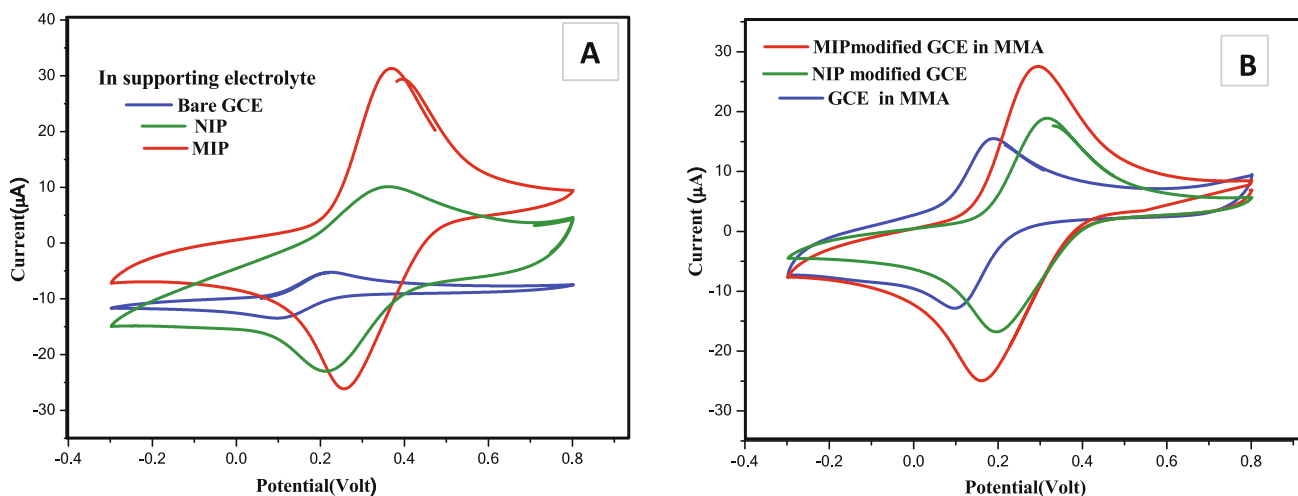 A
In supporting electrolyte
Bare GCE
NIP
MIP
40
30
20
10
0
-10
-20
-30
Current(μA)
-0.4
-0.2
0.0
0.2
0.4
0.6
0.8
Potential(Volt)
B
MIPmodified GCE in MMA
NIP modified GCE
GCE in MMA
30
20
10
0
-10
-20
-30
Current (μA)
-0.4
-0.2
0.0
0.2
0.4
0.6
0.8
Potential(Volt)